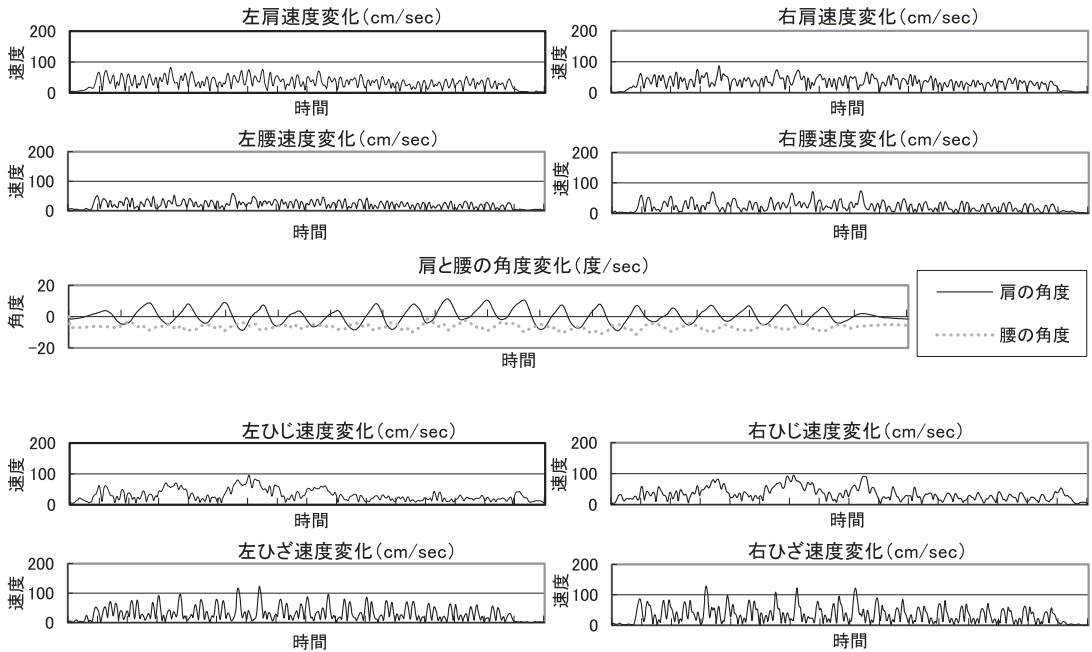 左肩速度変化(cm/sec)
200
100
0
速度
時間
右肩速度変化(cm/sec)
200
100
0
速度
時間
左腰速度変化(cm/sec)
200
100
0
速度
時間
右腰速度変化(cm/sec)
200
100
0
速度
時間
肩と腰の角度変化(度/sec)
20
0
-20
角度
時間
肩の角度
腰の角度
左ひじ速度変化(cm/sec)
200
100
0
速度
時間
右ひじ速度変化(cm/sec)
200
100
0
速度
時間
左ひざ速度変化(cm/sec)
200
100
0
速度
時間
右ひざ速度変化(cm/sec)
200
100
0
速度
時間